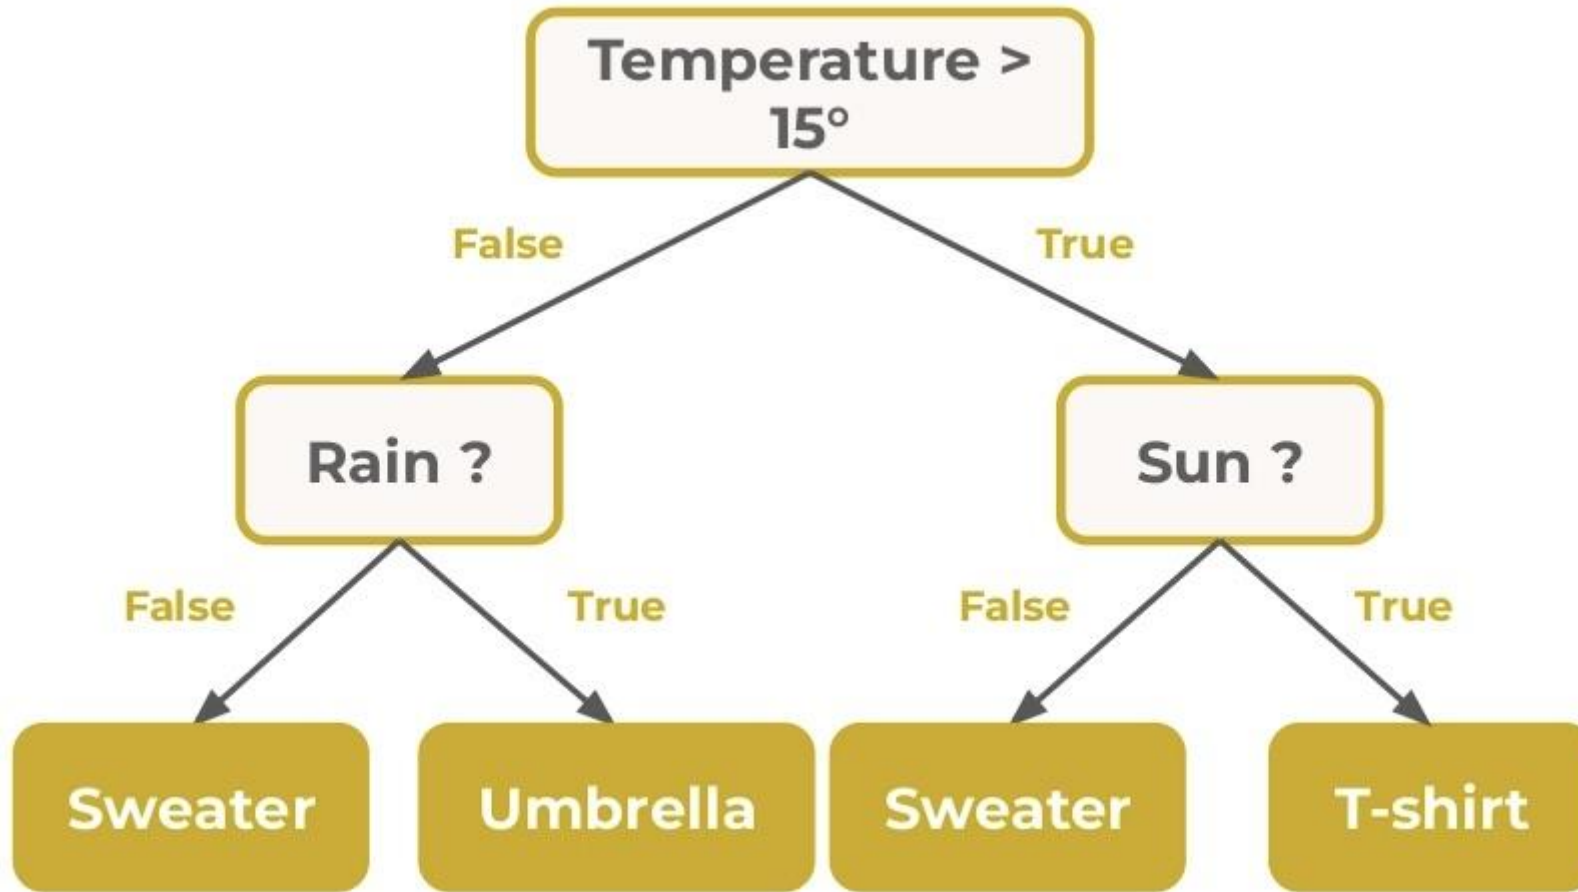 Temperature >
15°
False
True
Rain ?
Sun ?
False
True
False
True
Sweater
Umbrella
Sweater
T-shirt